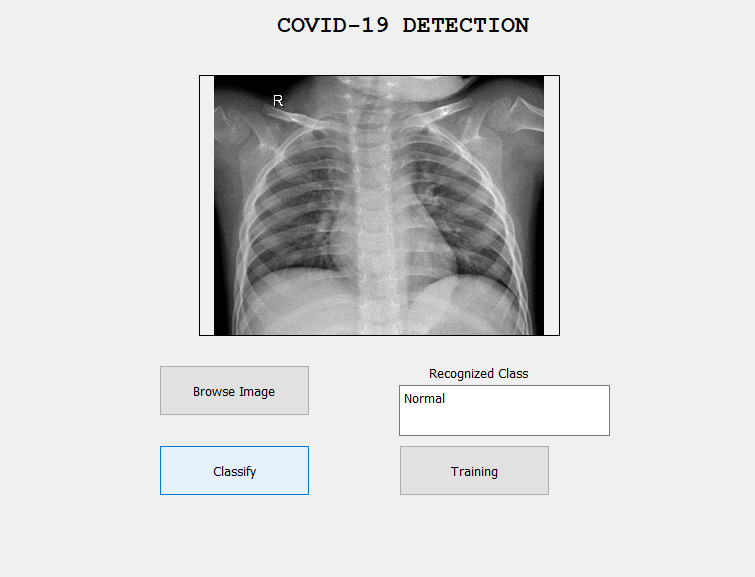 COVID-19 DETECTION
R
Browse Image
Recognized Class
Normal
Classify
Training